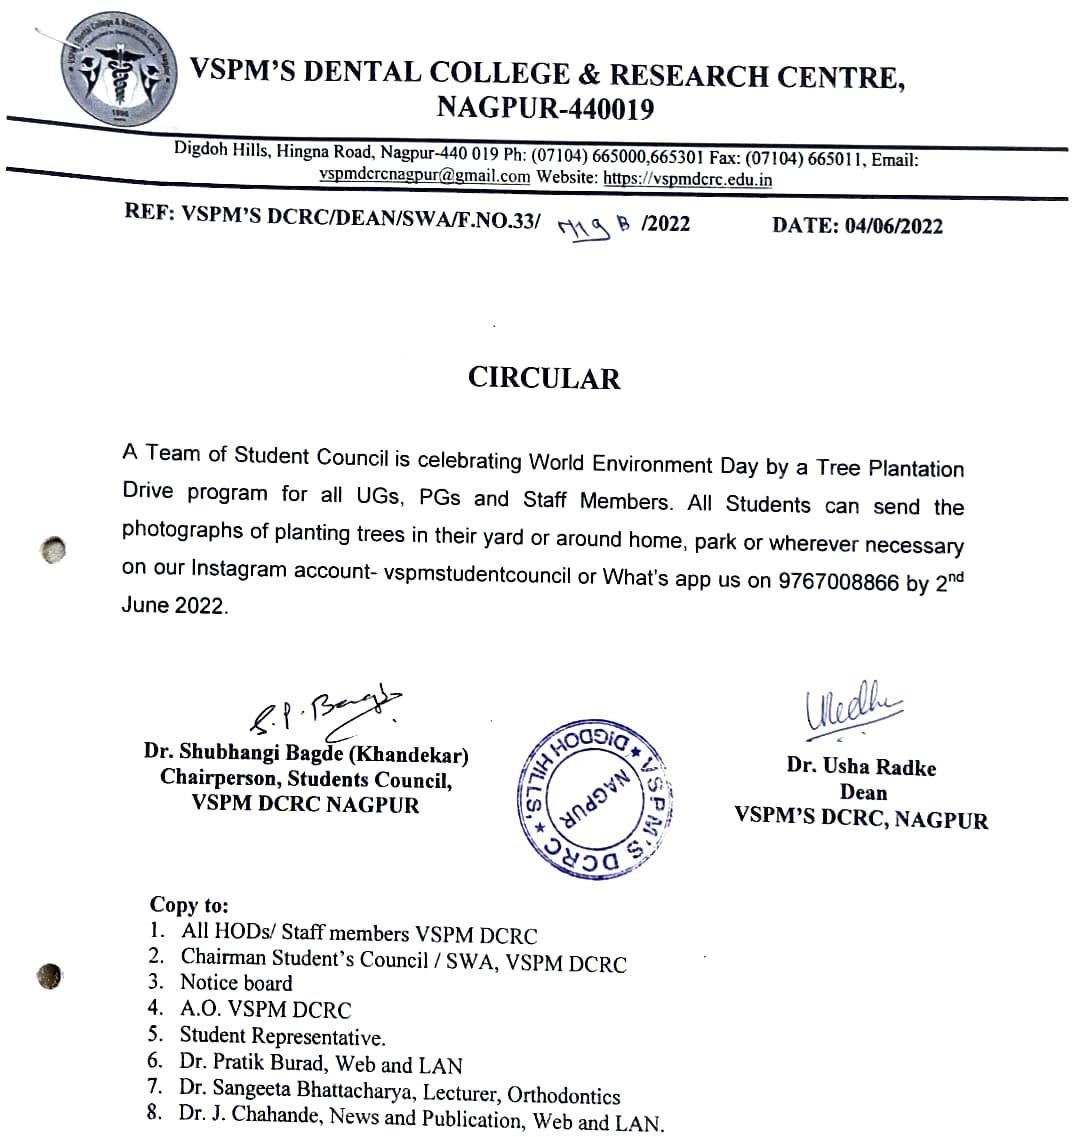 VSPM'S DENTAL COLLEGE & RESEARCH CENTRE,
NAGPUR-440019
Digdoh Hills, Hingna Road, Nagpur-440 019 Ph: (07104) 665000,665301 Fax: (07104) 665011, Email:
vspmdcrcnagpur@gmail.com Website: https://vspmdcrc.edu.in
REF: VSPM'S DCRC/DEAN/SWA/F.NO.33/ /2022 DATE: 04/06/2022
CIRCULAR
A Team of Student Council is celebrating World Environment Day by a Tree Plantation
Drive program for all UGs, PGs and Staff Members. All Students can send the
photographs of planting trees in their yard or around home, park or wherever necessary
on our Instagram account- vspmstudentcouncil or What's app us on 9767008866 by 2nd
June 2022.
S.P. Bagde
Dr. Shubhangi Bagde (Khandekar)
Chairperson, Students Council,
VSPM DCRC NAGPUR
VSPM'S DCRC ★ DIGDOH HILLS, ★
NAGPUR
Dr. Usha Radke
Dean
VSPM'S DCRC, NAGPUR
Copy to:
1. All HODs/ Staff members VSPM DCRC
2. Chairman Student's Council / SWA, VSPM DCRC
3. Notice board
4. A.O. VSPM DCRC
5. Student Representative.
6. Dr. Pratik Burad, Web and LAN
7. Dr. Sangeeta Bhattacharya, Lecturer, Orthodontics
8. Dr. J. Chahande, News and Publication, Web and LAN.